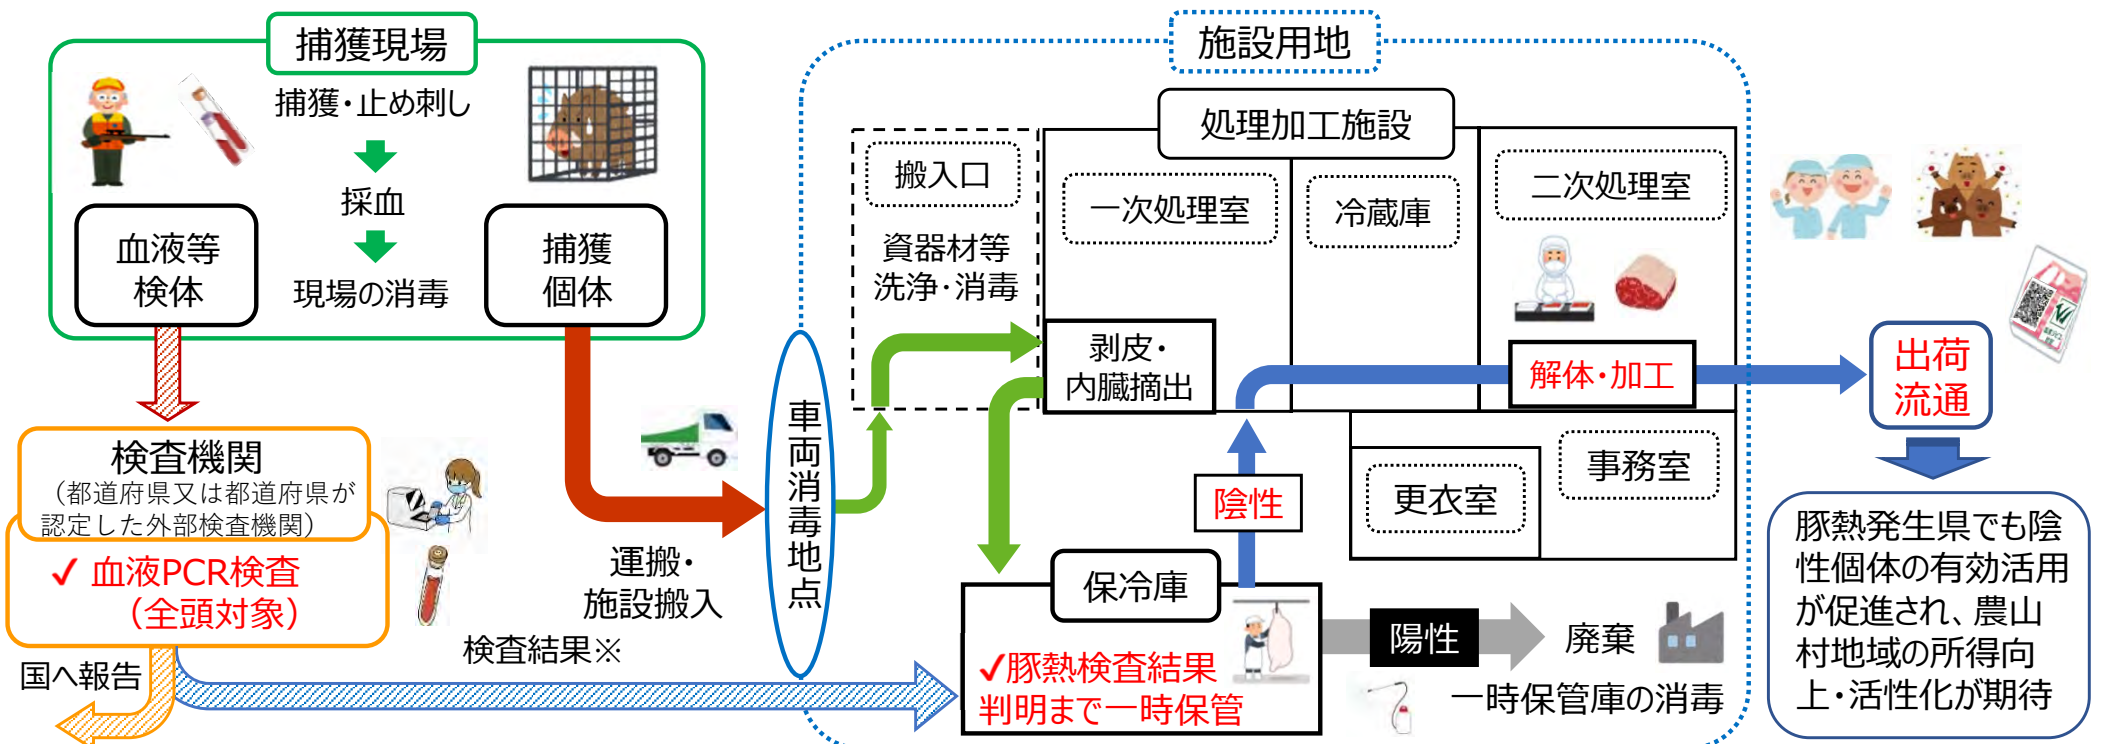 捕獲現場
捕獲・止め刺し
採血
現場の消毒
血液等
検体
捕獲
個体
検査機関
（都道府県又は都道府県が
認定した外部検査機関）
✓ 血液PCR検査
（全頭対象）
国へ報告
検査結果※
運搬・
施設搬入
車両消毒地点
施設用地
処理加工施設
搬入口
資器材等
洗浄・消毒
一次処理室
冷蔵庫
二次処理室
剥皮・
内臓摘出
解体・加工
陰性
更衣室
事務室
保冷庫
✓豚熱検査結果
判明まで一時保管
陽性
廃棄
一時保管庫の消毒
出荷
流通
豚熱発生県でも陰
性個体の有効活用
が促進され、農山
村地域の所得向
上・活性化が期待